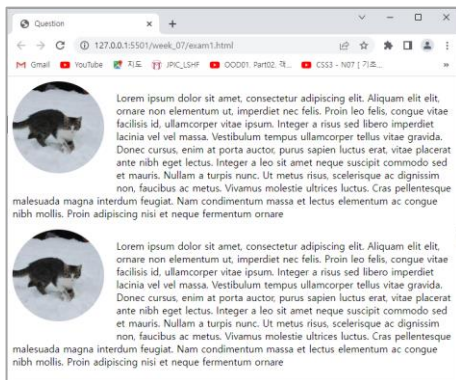 Question
127.0.0.1:5501/week_07/exam1.html
Gmail YouTube 지도 JPIC_LSHF OOD01. Part02. 객... CSS3 - N07 [ 기초...
Lorem ipsum dolor sit amet, consectetur adipiscing elit. Aliquam elit elit,
ornare non elementum ut, imperdiet nec felis. Proin leo felis, congue vitae
facilisis id, ullamcorper vitae ipsum. Integer a risus sed libero imperdiet
lacinia vel vel massa. Vestibulum tempus ullamcorper tellus vitae gravida.
Donec cursus, enim at porta auctor, purus sapien luctus erat, vitae placerat
ante nibh eget lectus. Integer a leo sit amet neque suscipit commodo sed
et mauris. Nullam a turpis nunc. Ut metus risus, scelerisque ac dignissim
non, faucibus ac metus. Vivamus molestie ultrices luctus. Cras pellentesque
malesuada magna interdum feugiat. Nam condimentum massa et lectus elementum ac congue
nibh mollis. Proin adipiscing nisi et neque fermentum ornare
Lorem ipsum dolor sit amet, consectetur adipiscing elit. Aliquam elit elit,
ornare non elementum ut, imperdiet nec felis. Proin leo felis, congue vitae
facilisis id, ullamcorper vitae ipsum. Integer a risus sed libero imperdiet
lacinia vel vel massa. Vestibulum tempus ullamcorper tellus vitae gravida.
Donec cursus, enim at porta auctor, purus sapien luctus erat, vitae placerat
ante nibh eget lectus. Integer a leo sit amet neque suscipit commodo sed
et mauris. Nullam a turpis nunc. Ut metus risus, scelerisque ac dignissim
non, faucibus ac metus. Vivamus molestie ultrices luctus. Cras pellentesque
malesuada magna interdum feugiat. Nam condimentum massa et lectus elementum ac congue
nibh mollis. Proin adipiscing nisi et neque fermentum ornare